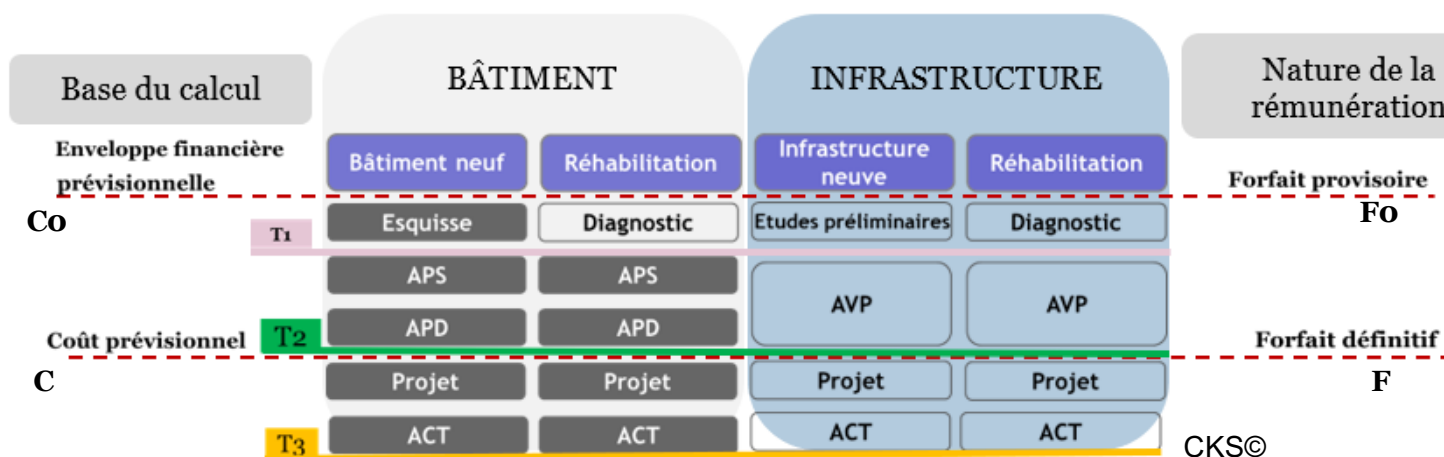 Base du calcul
BÂTIMENT
INFRASTRUCTURE
Nature de la
rémunération
Enveloppe financière
prévisionnelle
Bâtiment neuf
Réhabilitation
Infrastructure
neuve
Réhabilitation
Forfait provisoire
Co
Fo
T1
Esquisse
Diagnostic
Etudes préliminaires
Diagnostic
APS
APS
AVP
AVP
Coût prévisionnel
T2
APD
APD
Forfait définitif
C
Projet
Projet
Projet
Projet
F
T3
ACT
ACT
ACT
ACT
CKS©